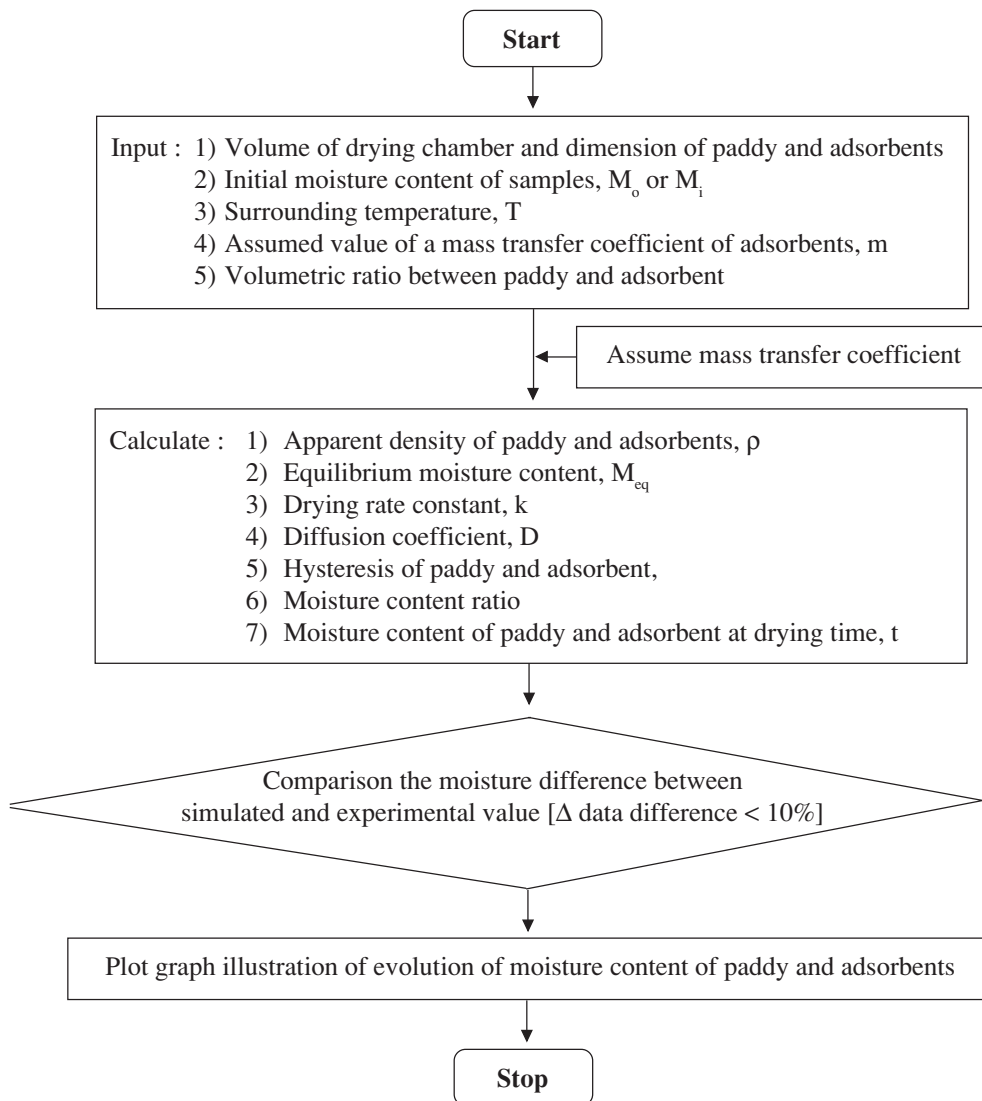 Start
Input : 1) Volume of drying chamber and dimension of paddy and adsorbents
2) Initial moisture content of samples, Mo or Mi
3) Surrounding temperature, T
4) Assumed value of a mass transfer coefficient of adsorbents, m
5) Volumetric ratio between paddy and adsorbent
Assume mass transfer coefficient
Calculate : 1) Apparent density of paddy and adsorbents, ρ
2) Equilibrium moisture content, Meq
3) Drying rate constant, k
4) Diffusion coefficient, D
5) Hysteresis of paddy and adsorbent,
6) Moisture content ratio
7) Moisture content of paddy and adsorbent at drying time, t
Comparison the moisture difference between
simulated and experimental value [Δ data difference < 10%]
Plot graph illustration of evolution of moisture content of paddy and adsorbents
Stop